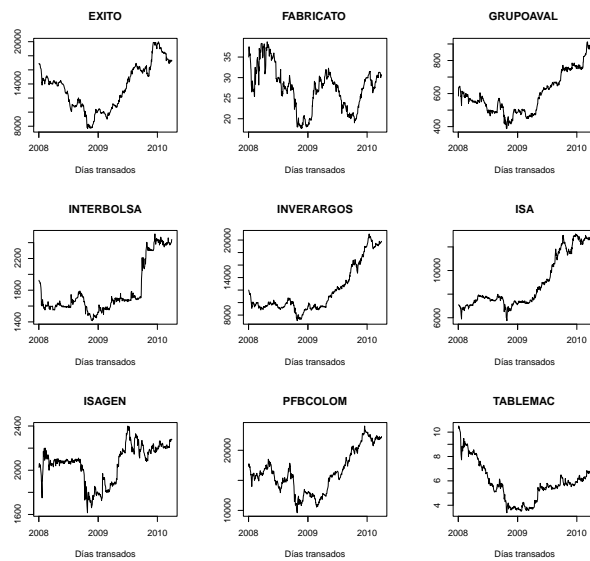 EXITO
FABRICATO
GRUPOAVAL
8000 14000 20000
20 25 30 35
400 600 800
2008 2009 2010
2008 2009 2010
2008 2009 2010
Días transados
Días transados
Días transados
INTERBOLSA
INVERARGOS
ISA
1400 1800 2200
8000 14000 20000
6000 10000
2008 2009 2010
2008 2009 2010
2008 2009 2010
Días transados
Días transados
Días transados
ISAGEN
PFBCOLOM
TABLEMAC
1600 2000 2400
10000 20000
4 6 8 10
2008 2009 2010
2008 2009 2010
2008 2009 2010
Días transados
Días transados
Días transados